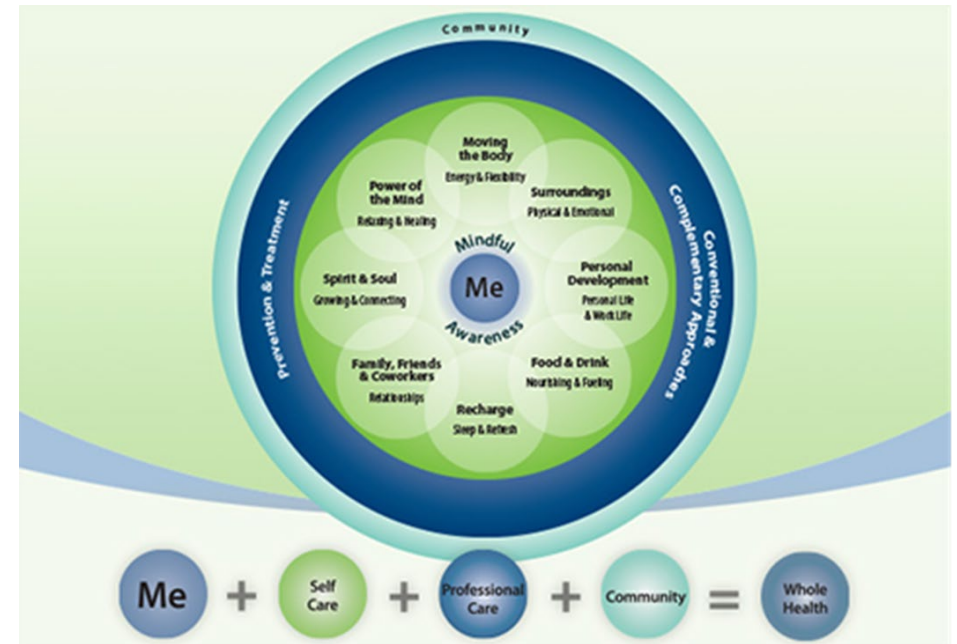 Community
Prevention & Treatment
Conventional &
Complementary Approaches
Moving
the Body
Energy & Flexibility
Surroundings
Physical & Emotional
Personal
Development
Personal Life
& Work Life
Food & Drink
Nourishing & Fueling
Recharge
Sleep & Refresh
Family, Friends
& Coworkers
Relationships
Spirit & Soul
Growing & Connecting
Power of
the Mind
Relaxing & Healing
Mindful
Me
Awareness
Me
+
Self
Care
+
Professional
Care
+
Community
=
Whole
Health